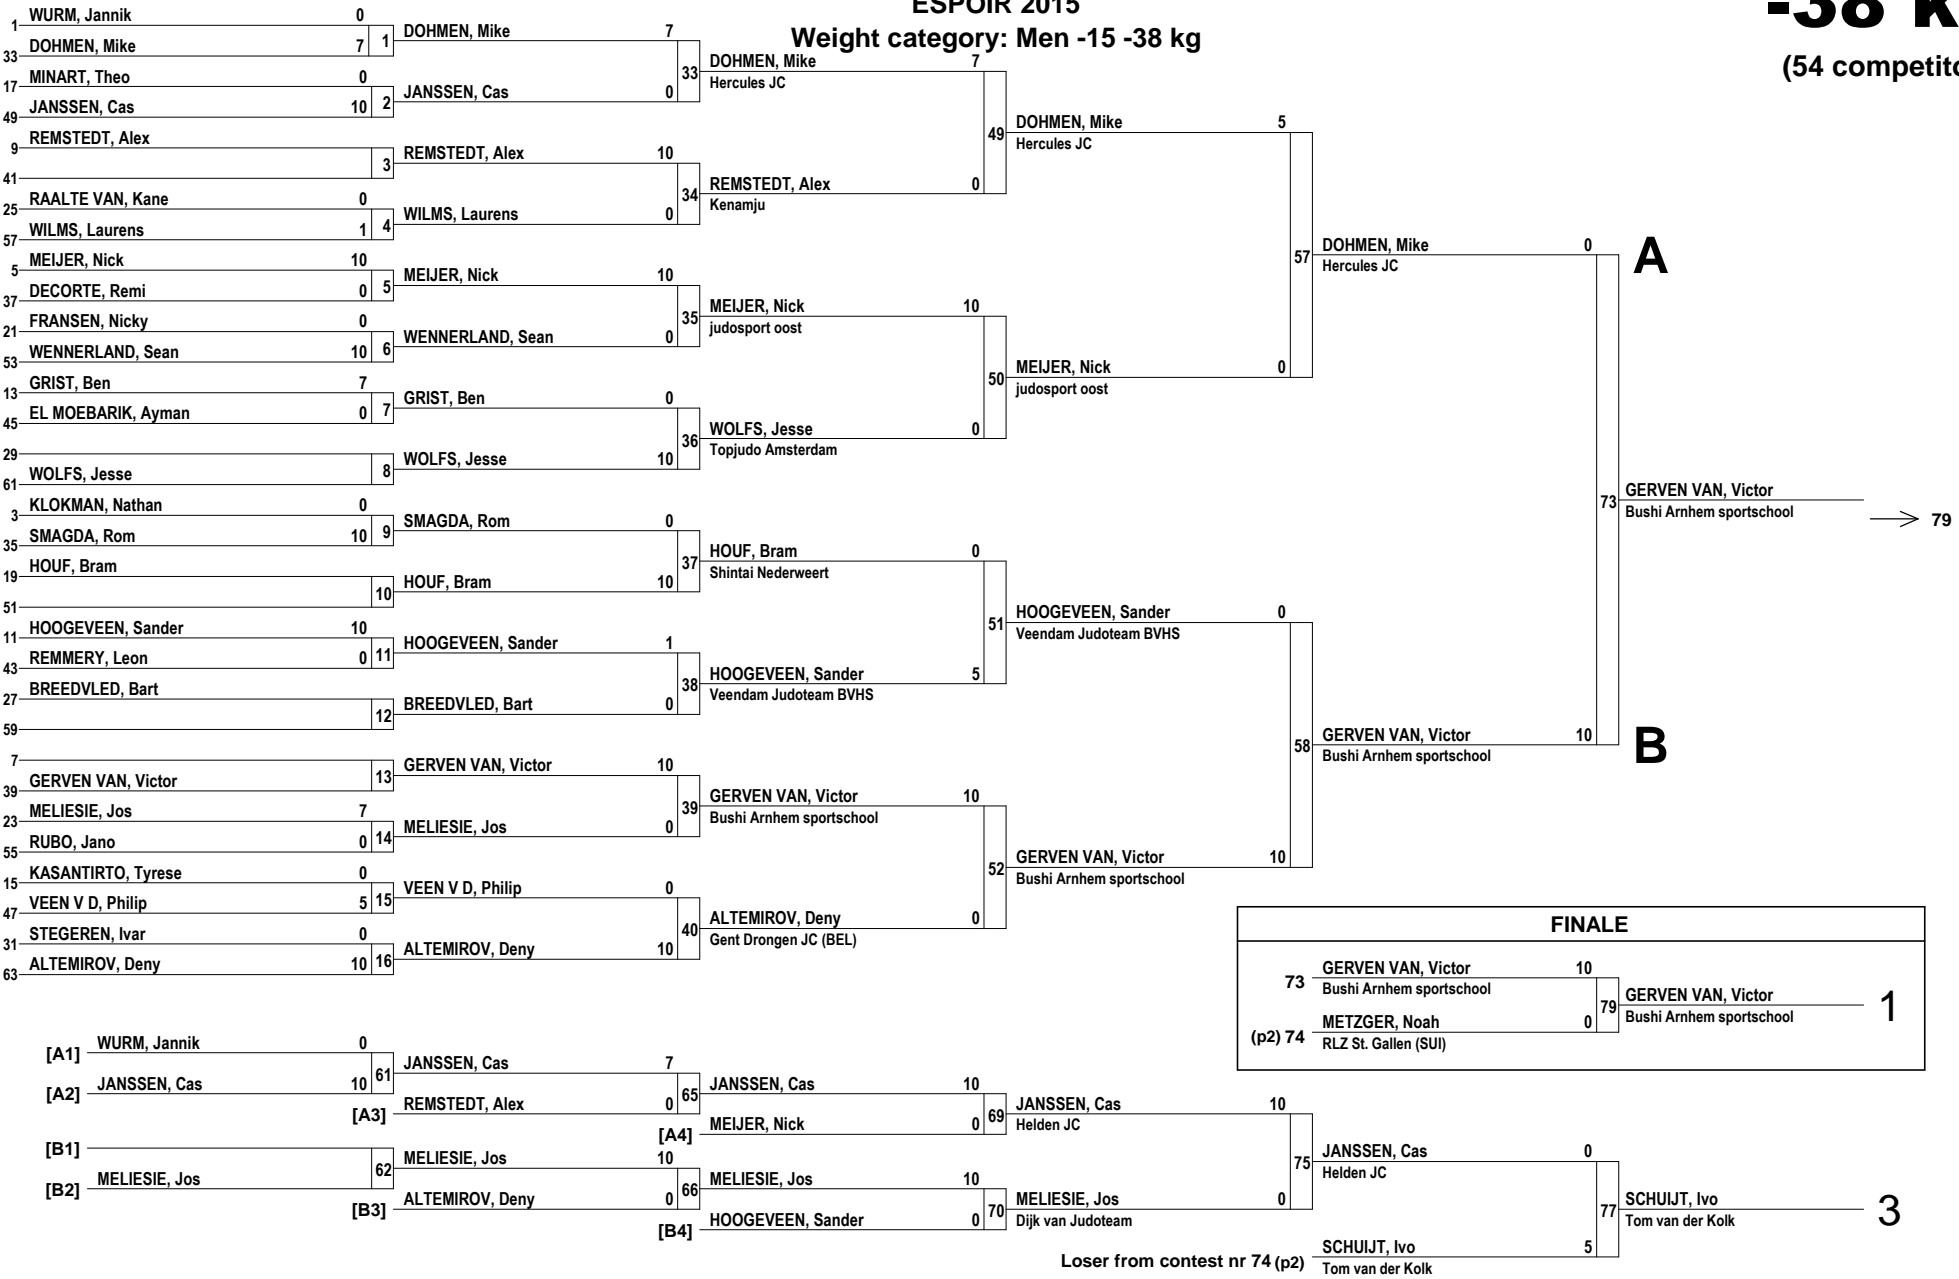 ESPOIR 2015
Weight category: Men -15 -38 kg
-38 k
(54 competito
1 WURM, Jannik 0
33 DOHMEN, Mike 7
1
17 MINART, Theo 0
49 JANSSEN, Cas 10
2
9 REMSTEDT, Alex
41
3
25 RAALTE VAN, Kane 0
57 WILMS, Laurens 1
4
5 MEIJER, Nick 10
37 DECORTE, Remi 0
5
21 FRANSEN, Nicky 0
53 WENNERLAND, Sean 10
6
13 GRIST, Ben 7
45 EL MOEBARIK, Ayman 0
7
29
61 WOLFS, Jesse
8
3 KLOKMAN, Nathan 0
35 SMAGDA, Rom 10
9
19 HOUF, Bram
51
10
11 HOOGEVEEN, Sander 10
43 REMMERY, Leon 0
11
27 BREEDVLED, Bart
59
12
7
39 GERVEN VAN, Victor
13
23 MELIESIE, Jos 7
55 RUBO, Jano 0
14
15 KASANTIRTO, Tyrese 0
47 VEEN V D, Philip 5
15
31 STEGEREN, Ivar 0
63 ALTEMIROV, Deny 10
16
DOHMEN, Mike 7
JANSSEN, Cas 0
33
REMSTEDT, Alex 10
WILMS, Laurens 0
34
MEIJER, Nick 10
WENNERLAND, Sean 0
35
GRIST, Ben 0
WOLFS, Jesse 10
36
SMAGDA, Rom 0
HOUF, Bram 10
37
HOOGEVEEN, Sander 1
BREEDVLED, Bart 0
38
GERVEN VAN, Victor 10
MELIESIE, Jos 0
39
VEEN V D, Philip 0
ALTEMIROV, Deny 10
40
DOHMEN, Mike 7
Hercules JC
REMSTEDT, Alex 0
Kenamju
49
MEIJER, Nick 10
judosport oost
WOLFS, Jesse 0
Topjudo Amsterdam
50
HOUF, Bram 0
Shintai Nederweert
HOOGEVEEN, Sander 5
Veendam Judoteam BVHS
51
GERVEN VAN, Victor 10
Bushi Arnhem sportschool
ALTEMIROV, Deny 0
Gent Drongen JC (BEL)
52
DOHMEN, Mike 5
Hercules JC
MEIJER, Nick 0
judosport oost
57
HOOGEVEEN, Sander 0
Veendam Judoteam BVHS
GERVEN VAN, Victor 10
Bushi Arnhem sportschool
58
DOHMEN, Mike 0
Hercules JC
A
GERVEN VAN, Victor 10
Bushi Arnhem sportschool
B
73
GERVEN VAN, Victor
Bushi Arnhem sportschool
79
FINALE
73 GERVEN VAN, Victor 10
Bushi Arnhem sportschool
(p2) 74 METZGER, Noah 0
RLZ St. Gallen (SUI)
79
GERVEN VAN, Victor
Bushi Arnhem sportschool
1
[A1] WURM, Jannik 0
[A2] JANSSEN, Cas 10
61
JANSSEN, Cas 7
[A3] REMSTEDT, Alex 0
65
JANSSEN, Cas 10
[A4] MEIJER, Nick 0
69
JANSSEN, Cas 10
Helden JC
[B1]
[B2] MELIESIE, Jos
62
MELIESIE, Jos 10
[B3] ALTEMIROV, Deny 0
66
MELIESIE, Jos 10
[B4] HOOGEVEEN, Sander 0
70
MELIESIE, Jos 0
Dijk van Judoteam
75
JANSSEN, Cas 0
Helden JC
Loser from contest nr 74 (p2) SCHUIJT, Ivo 5
Tom van der Kolk
77
SCHUIJT, Ivo
Tom van der Kolk
3